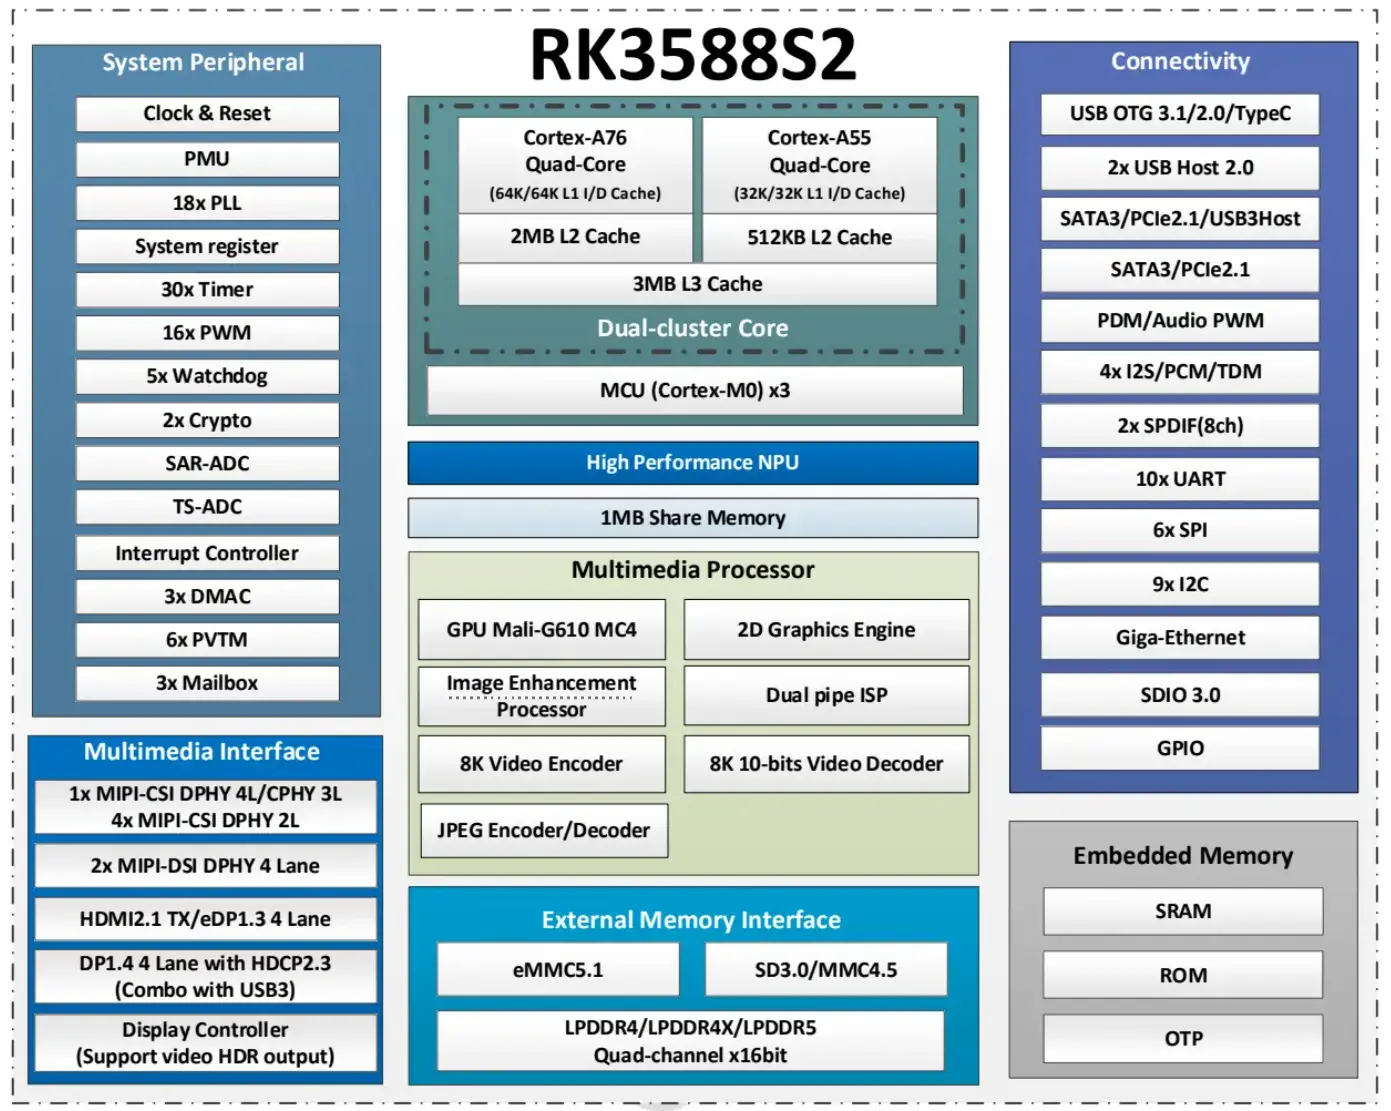 RK3588S2
System Peripheral
Clock & Reset
PMU
18x PLL
System register
30x Timer
16x PWM
5x Watchdog
2x Crypto
SAR-ADC
TS-ADC
Interrupt Controller
3x DMAC
6x PVTM
3x Mailbox
Multimedia Interface
1x MIPI-CSI DPHY 4L/CPHY 3L
4x MIPI-CSI DPHY 2L
2x MIPI-DSI DPHY 4 Lane
HDMI2.1 TX/eDP1.3 4 Lane
DP1.4 4 Lane with HDCP2.3
(Combo with USB3)
Display Controller
(Support video HDR output)
Cortex-A76
Quad-Core
(64K/64K L1 I/D Cache)
2MB L2 Cache
Cortex-A55
Quad-Core
(32K/32K L1 I/D Cache)
512KB L2 Cache
3MB L3 Cache
Dual-cluster Core
MCU (Cortex-M0) x3
High Performance NPU
1MB Share Memory
Multimedia Processor
GPU Mali-G610 MC4
2D Graphics Engine
Image Enhancement
Processor
Dual pipe ISP
8K Video Encoder
8K 10-bits Video Decoder
JPEG Encoder/Decoder
External Memory Interface
eMMC5.1
SD3.0/MMC4.5
LPDDR4/LPDDR4X/LPDDR5
Quad-channel x16bit
Connectivity
USB OTG 3.1/2.0/TypeC
2x USB Host 2.0
SATA3/PCIe2.1/USB3Host
SATA3/PCIe2.1
PDM/Audio PWM
4x I2S/PCM/TDM
2x SPDIF(8ch)
10x UART
6x SPI
9x I2C
Giga-Ethernet
SDIO 3.0
GPIO
Embedded Memory
SRAM
ROM
OTP